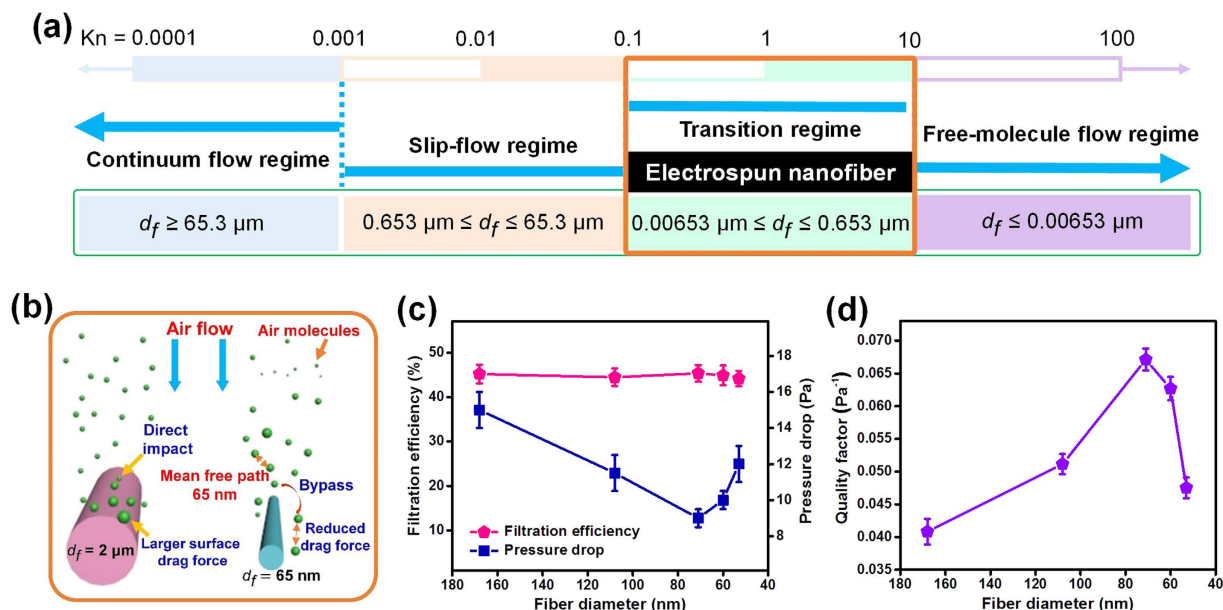 (a)
Kn = 0.0001 0.001 0.01 0.1 1 10 100
Continuum flow regime
Slip-flow regime
Transition regime
Free-molecule flow regime
Electrospun nanofiber
d_f ≥ 65.3 μm
0.653 μm ≤ d_f ≤ 65.3 μm
0.00653 μm ≤ d_f ≤ 0.653 μm
d_f ≤ 0.00653 μm
(b)
Air flow
Air molecules
Direct
impact
Mean free path
65 nm
Bypass
Larger surface
drag force
Reduced
drag force
d_f = 2 μm
d_f = 65 nm
(c)
Filtration efficiency (%)
50
40
30
20
10
Pressure drop (Pa)
18
17
16
14
12
10
8
Filtration efficiency
Pressure drop
180 160 140 120 100 80 60 40
Fiber diameter (nm)
(d)
Quality factor (Pa⁻¹)
0.070
0.065
0.060
0.055
0.050
0.045
0.040
0.035
180 160 140 120 100 80 60 40
Fiber diameter (nm)